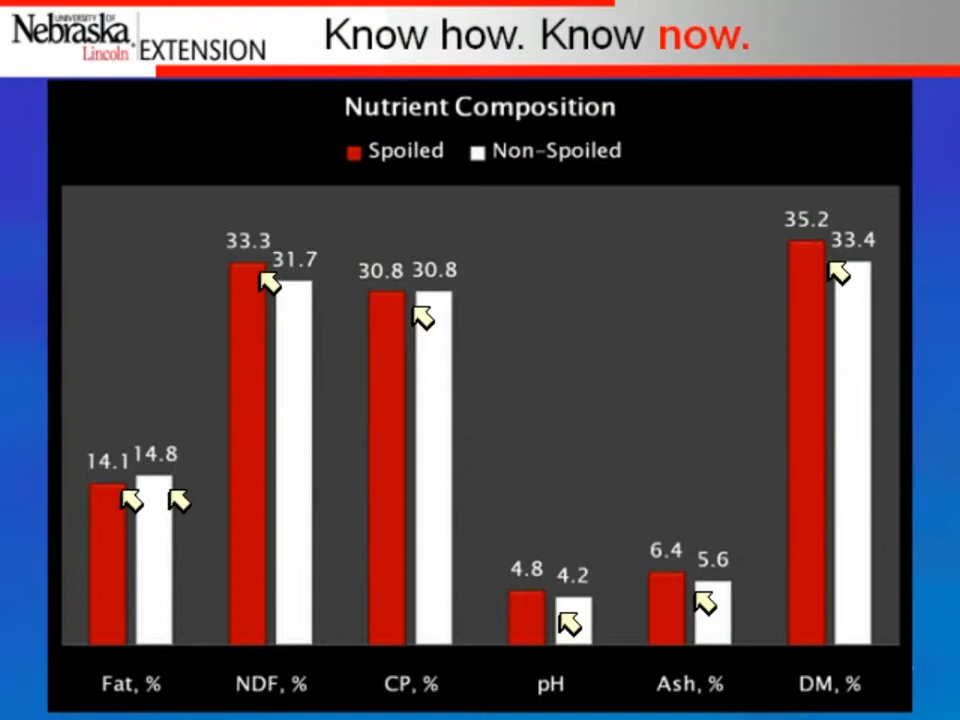 UNIVERSITY OF
Nebraska
Lincoln
EXTENSION
Know how. Know now.
Nutrient Composition
Spoiled Non-Spoiled
35.2
33.3 33.4
31.7
30.8 30.8
14.1 14.8
6.4 5.6
4.8 4.2
Fat, % NDF, % CP, % pH Ash, % DM, %